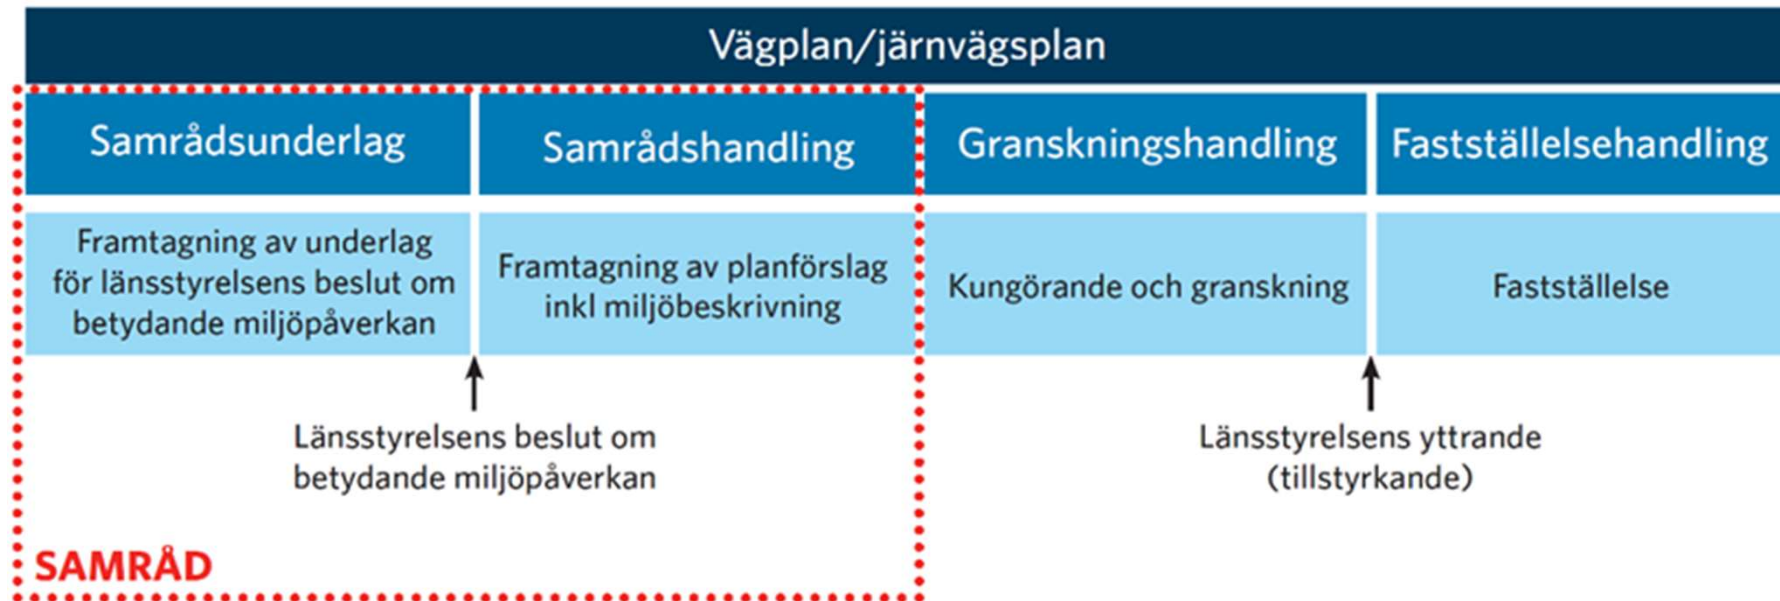 Vägplan/järnvägsplan
Samrådsunderlag
Samrådshandling
Granskningshandling
Fastställelsehandling
Framtagning av underlag
för länsstyrelsens beslut om
betydande miljöpåverkan
Framtagning av planförslag
inkl miljöbeskrivning
Kungörande och granskning
Fastställelse
Länsstyrelsens beslut om
betydande miljöpåverkan
Länsstyrelsens yttrande
(tillstyrkande)
SAMRÅD